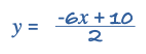 y = (-6x + 10)/2